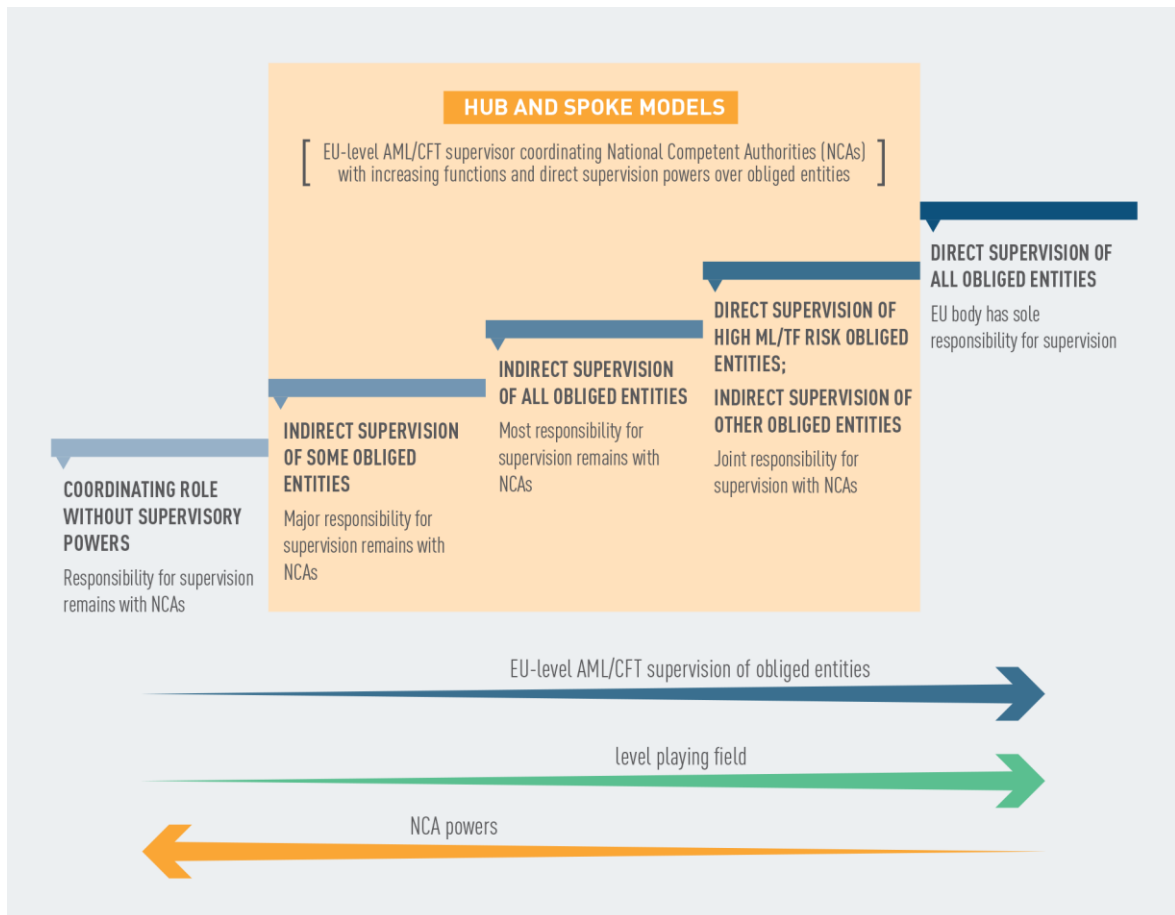 HUB AND SPOKE MODELS
[ EU-level AML/CFT supervisor coordinating National Competent Authorities (NCAs)
with increasing functions and direct supervision powers over obliged entities ]
COORDINATING ROLE
WITHOUT SUPERVISORY
POWERS
Responsibility for supervision
remains with NCAs
INDIRECT SUPERVISION
OF SOME OBLIGED
ENTITIES
Major responsibility for
supervision remains with
NCAs
INDIRECT SUPERVISION
OF ALL OBLIGED ENTITIES
Most responsibility for
supervision remains with
NCAs
DIRECT SUPERVISION OF
HIGH ML/TF RISK OBLIGED
ENTITIES;
INDIRECT SUPERVISION OF
OTHER OBLIGED ENTITIES
Joint responsibility for
supervision with NCAs
DIRECT SUPERVISION OF
ALL OBLIGED ENTITIES
EU body has sole
responsibility for supervision
EU-level AML/CFT supervision of obliged entities
level playing field
NCA powers